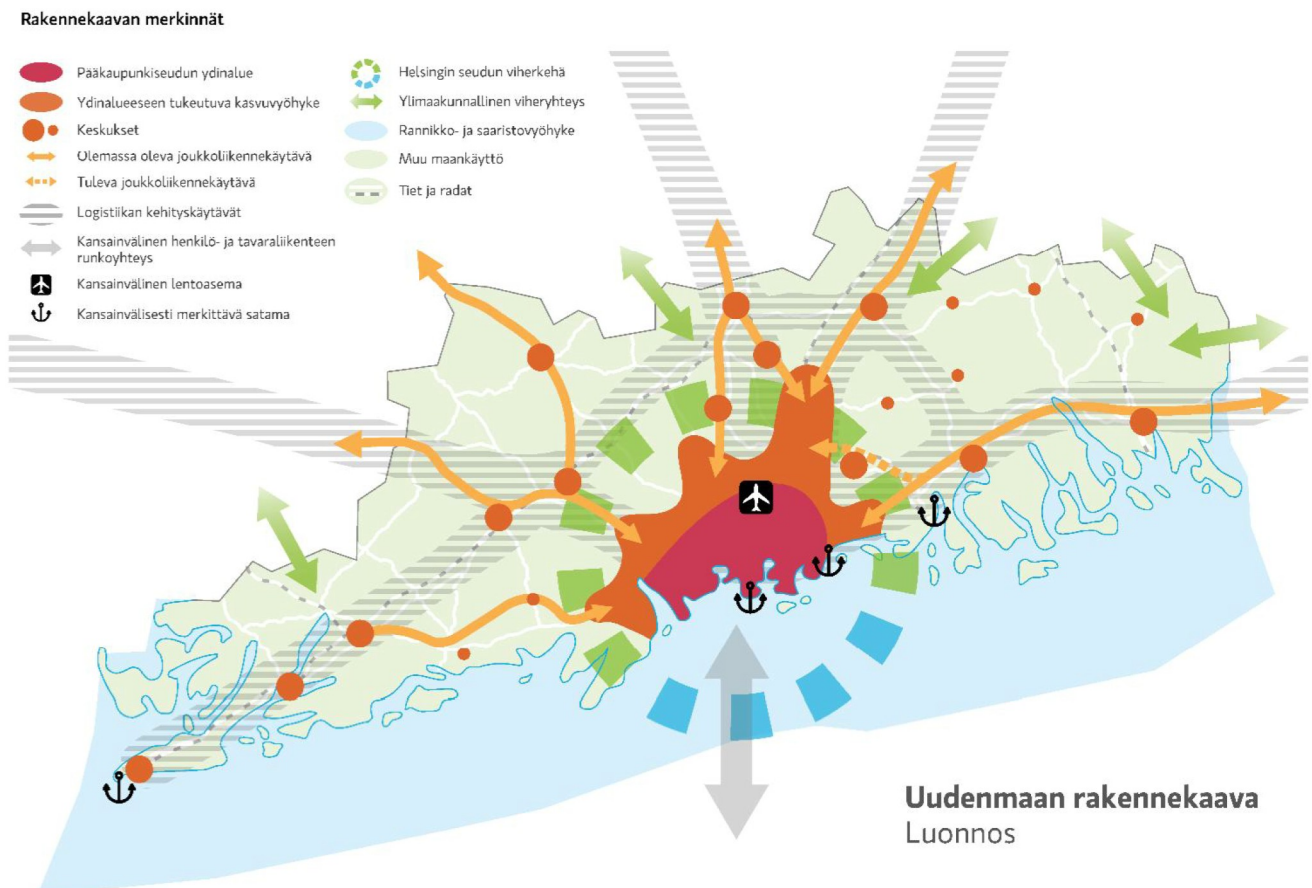 Rakennekaavan merkinnät
Pääkaupunkiseudun ydinalue
Ydinalueeseen tukeutuva kasvuvyöhyke
Keskukset
Olemassa oleva joukkoliikennekäytävä
Tuleva joukkoliikennekäytävä
Logistiikan kehityskäytävät
Kansainvälinen henkilö- ja tavaraliikenteen
runkoyhteys
Kansainvälinen lentoasema
Kansainvälisesti merkittävä satama
Helsingin seudun viherkehä
Ylimaakunnallinen viheryhteys
Rannikko- ja saaristovyöhyke
Muu maankäyttö
Tiet ja radat
Uudenmaan rakennekaava
Luonnos